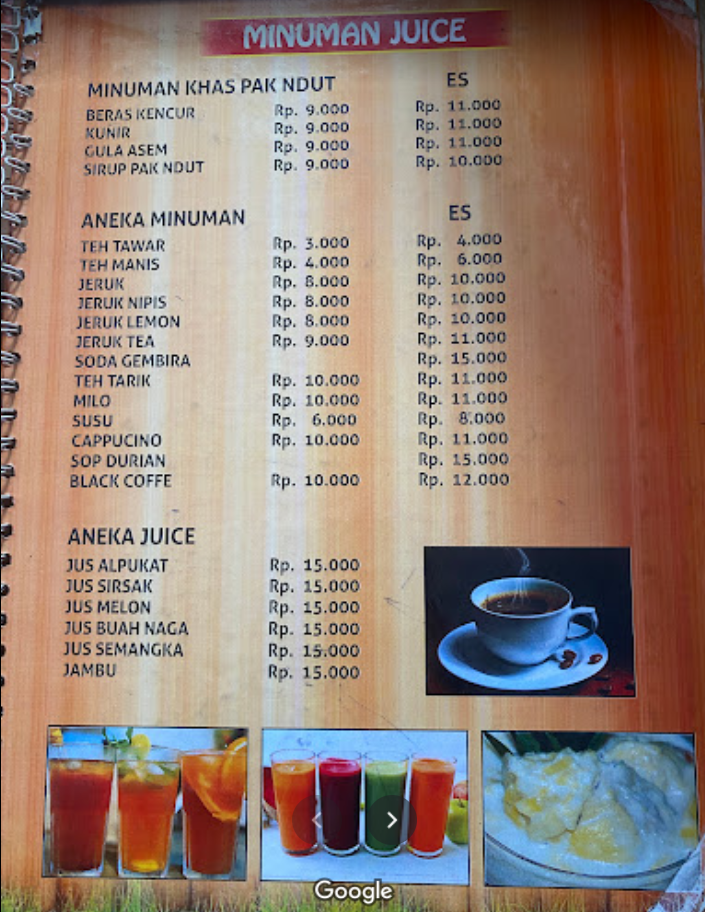 MINUMAN JUICE
MINUMAN KHAS PAK NDUT ES
BERAS KENCUR Rp. 9.000 Rp. 11.000
KUNIR Rp. 9.000 Rp. 11.000
GULA ASEM Rp. 9.000 Rp. 11.000
SIRUP PAK NDUT Rp. 9.000 Rp. 10.000
ANEKA MINUMAN ES
TEH TAWAR Rp. 3.000 Rp. 4.000
TEH MANIS Rp. 4.000 Rp. 6.000
JERUK Rp. 8.000 Rp. 10.000
JERUK NIPIS Rp. 8.000 Rp. 10.000
JERUK LEMON Rp. 8.000 Rp. 10.000
JERUK TEA Rp. 9.000 Rp. 11.000
SODA GEMBIRA Rp. 15.000
TEH TARIK Rp. 10.000 Rp. 11.000
MILO Rp. 10.000 Rp. 11.000
SUSU Rp. 6.000 Rp. 8.000
CAPPUCINO Rp. 10.000 Rp. 11.000
SOP DURIAN Rp. 15.000
BLACK COFFE Rp. 10.000 Rp. 12.000
ANEKA JUICE
JUS ALPUKAT Rp. 15.000
JUS SIRSAK Rp. 15.000
JUS MELON Rp. 15.000
JUS BUAH NAGA Rp. 15.000
JUS SEMANGKA Rp. 15.000
JAMBU Rp. 15.000
Google